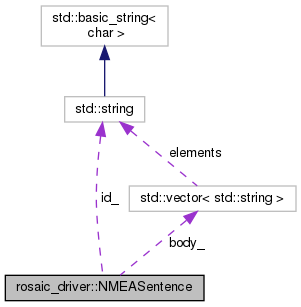 std::basic_string<
char >
std::string
elements
std::vector< std::string >
id_
body_
rosaic_driver::NMEASentence